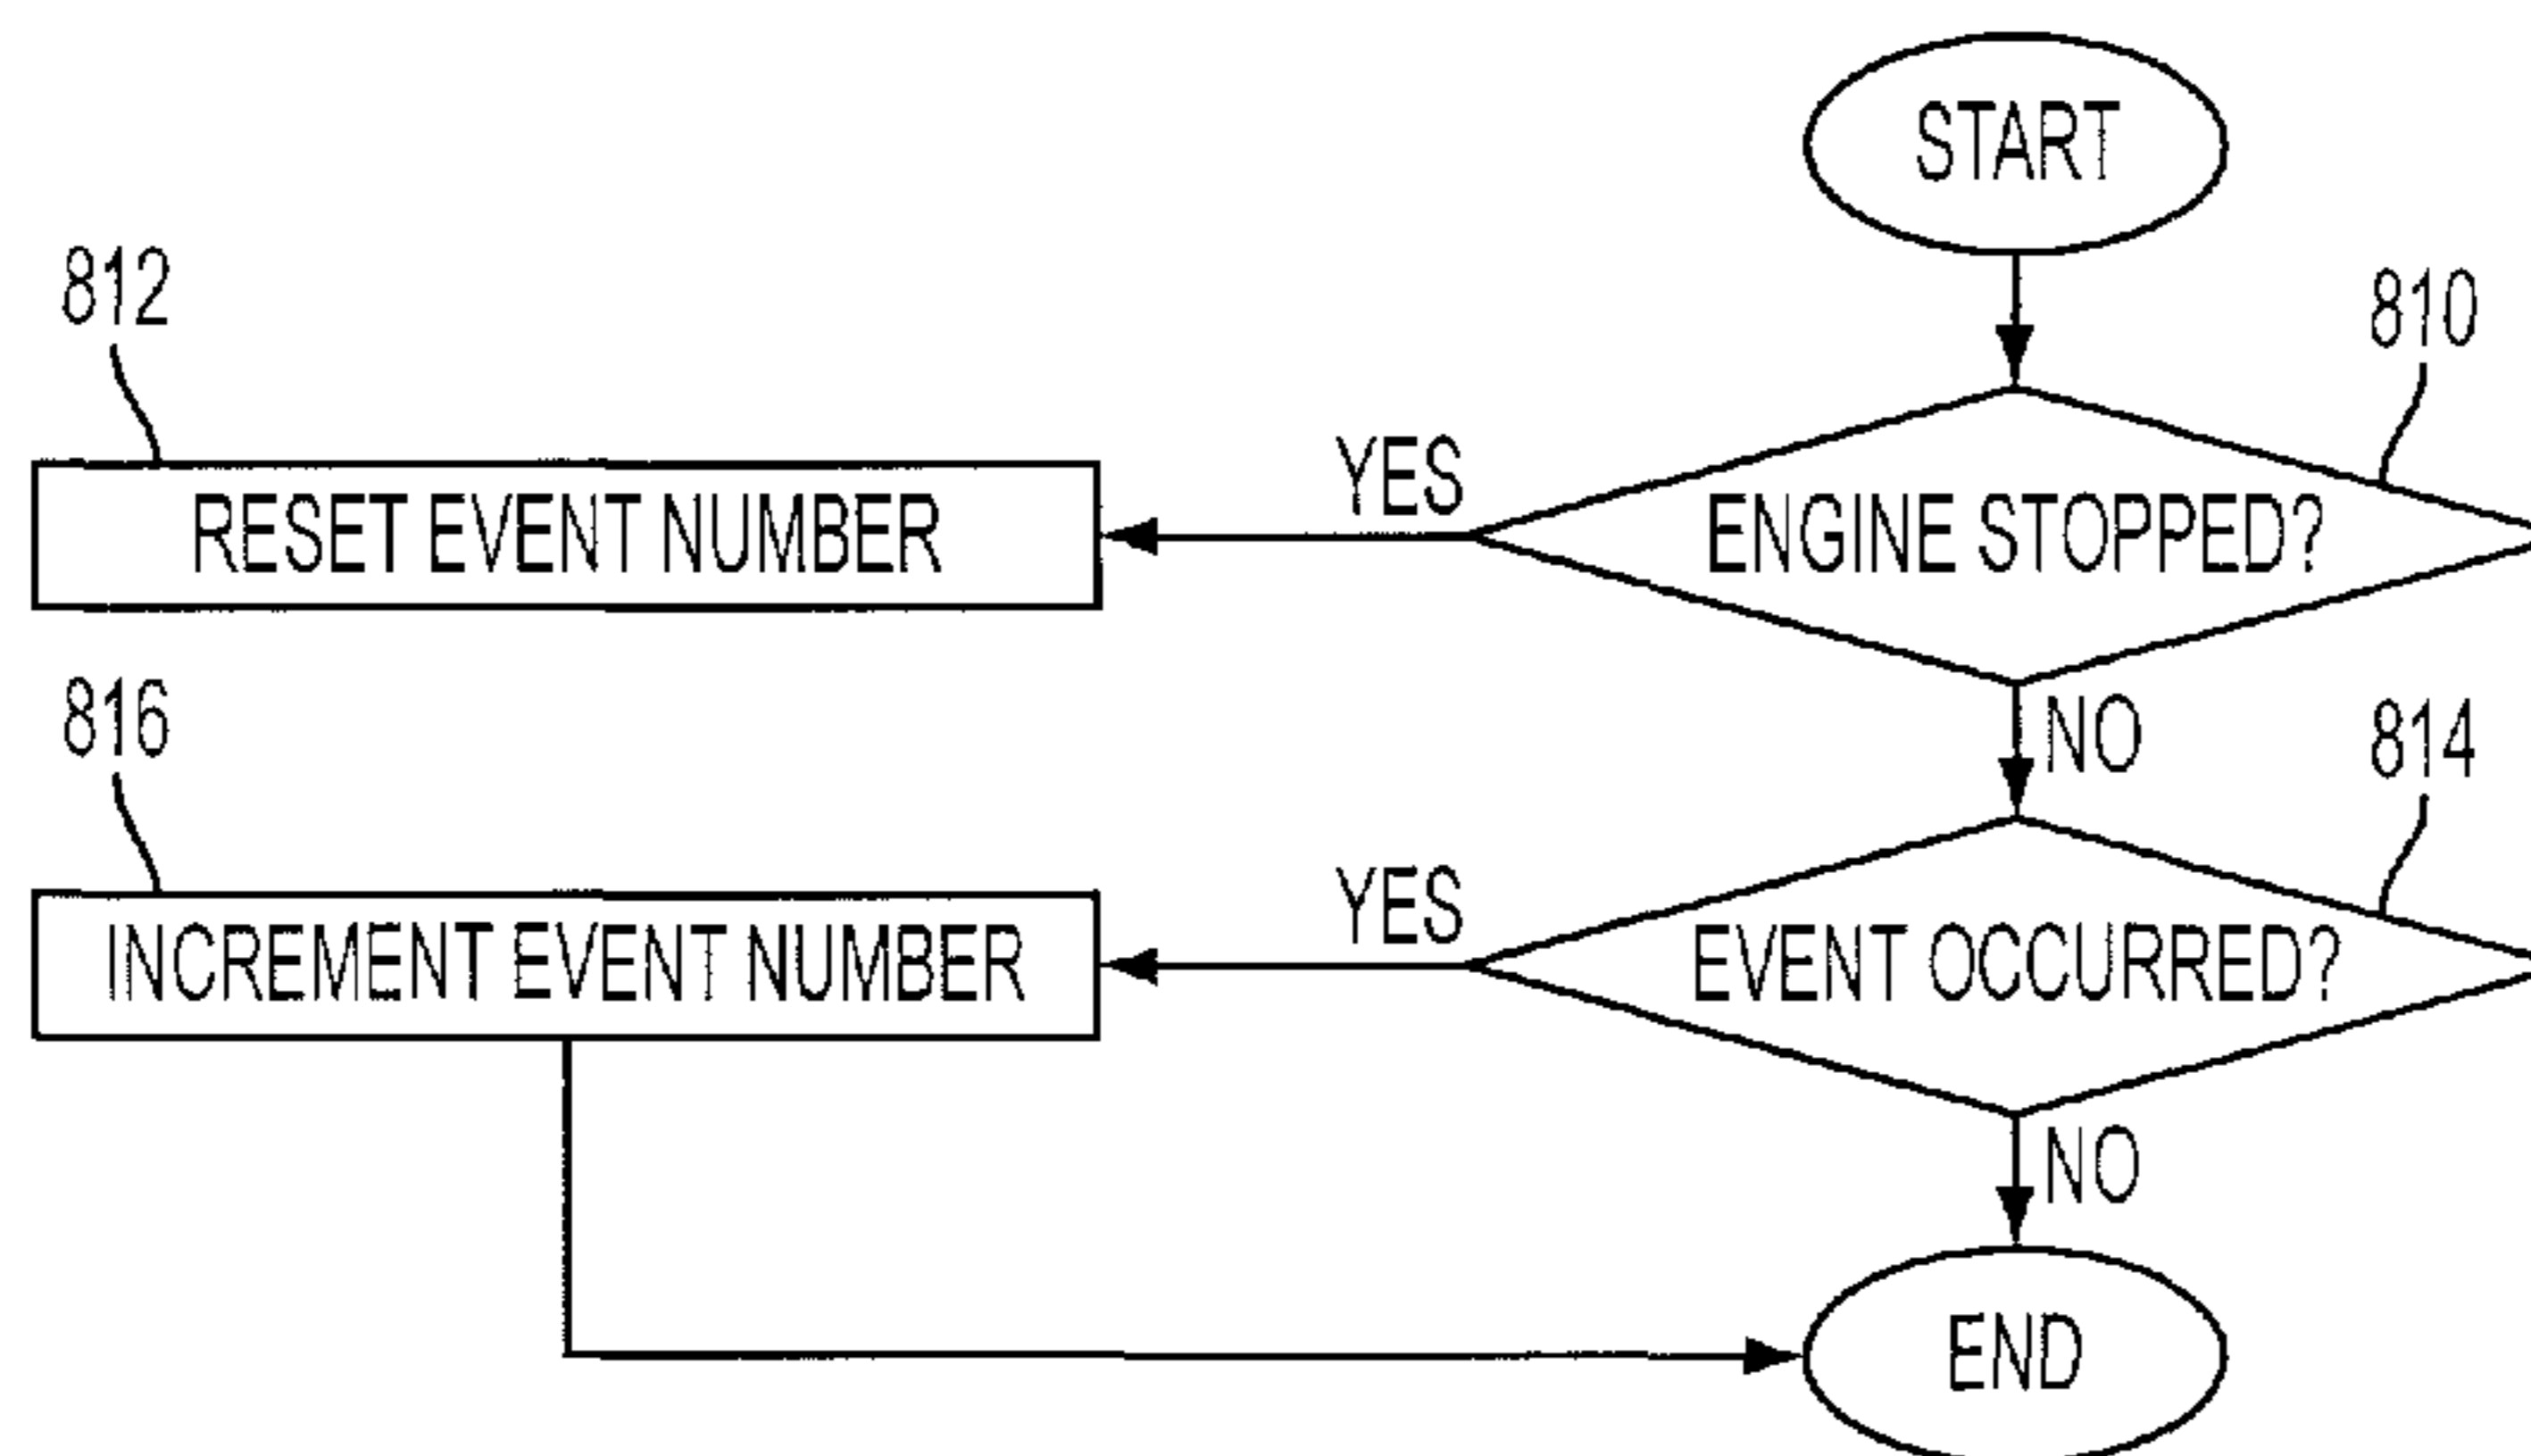 START
812
810
YES
RESET EVENT NUMBER
ENGINE STOPPED?
816
NO
814
YES
INCREMENT EVENT NUMBER
EVENT OCCURRED?
NO
END